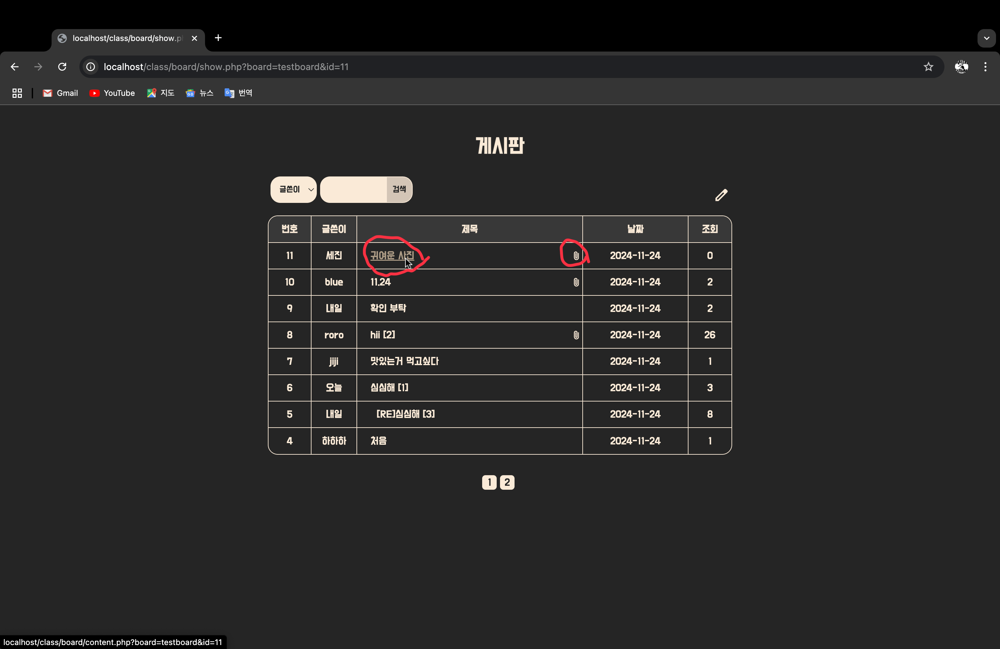 localhost/class/board/show.p
localhost/class/board/show.php?board=testboard&id=11
Gmail YouTube 지도 뉴스 번역
게시판
글쓴이 검색
번호 글쓴이 제목 날짜 조회
11 세진 귀여운 사진 2024-11-24 0
10 blue 11.24 2024-11-24 2
9 내일 확인 부탁 2024-11-24 2
8 roro hii [2] 2024-11-24 26
7 jiji 맛있는거 먹고싶다 2024-11-24 1
6 오늘 심심해 [1] 2024-11-24 3
5 내일 [RE]심심해 [3] 2024-11-24 8
4 하하하 처음 2024-11-24 1
1 2
localhost/class/board/content.php?board=testboard&id=11